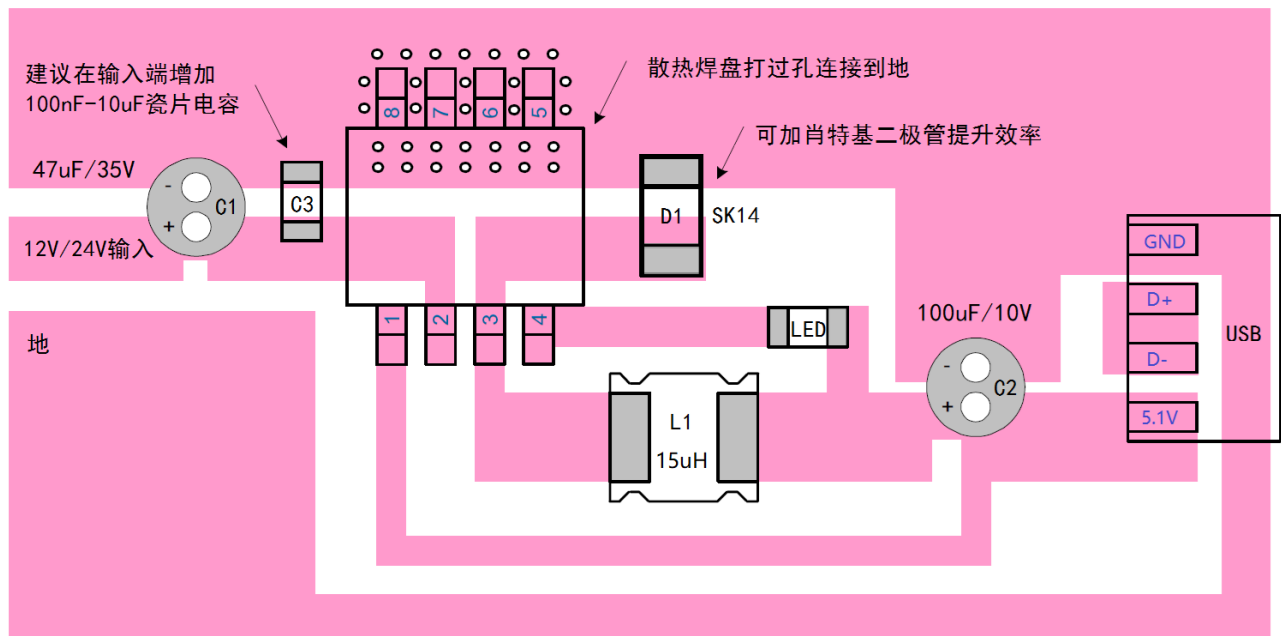 建议在输入端增加
100nF-10uF瓷片电容
散热焊盘打过孔连接到地
可加肖特基二极管提升效率
8
7
6
5
47uF/35V
-
+
C1
C3
D1
SK14
12V/24V输入
GND
D+
D-
5.1V
USB
1
2
3
4
LED
100uF/10V
-
+
C2
地
L1
15uH